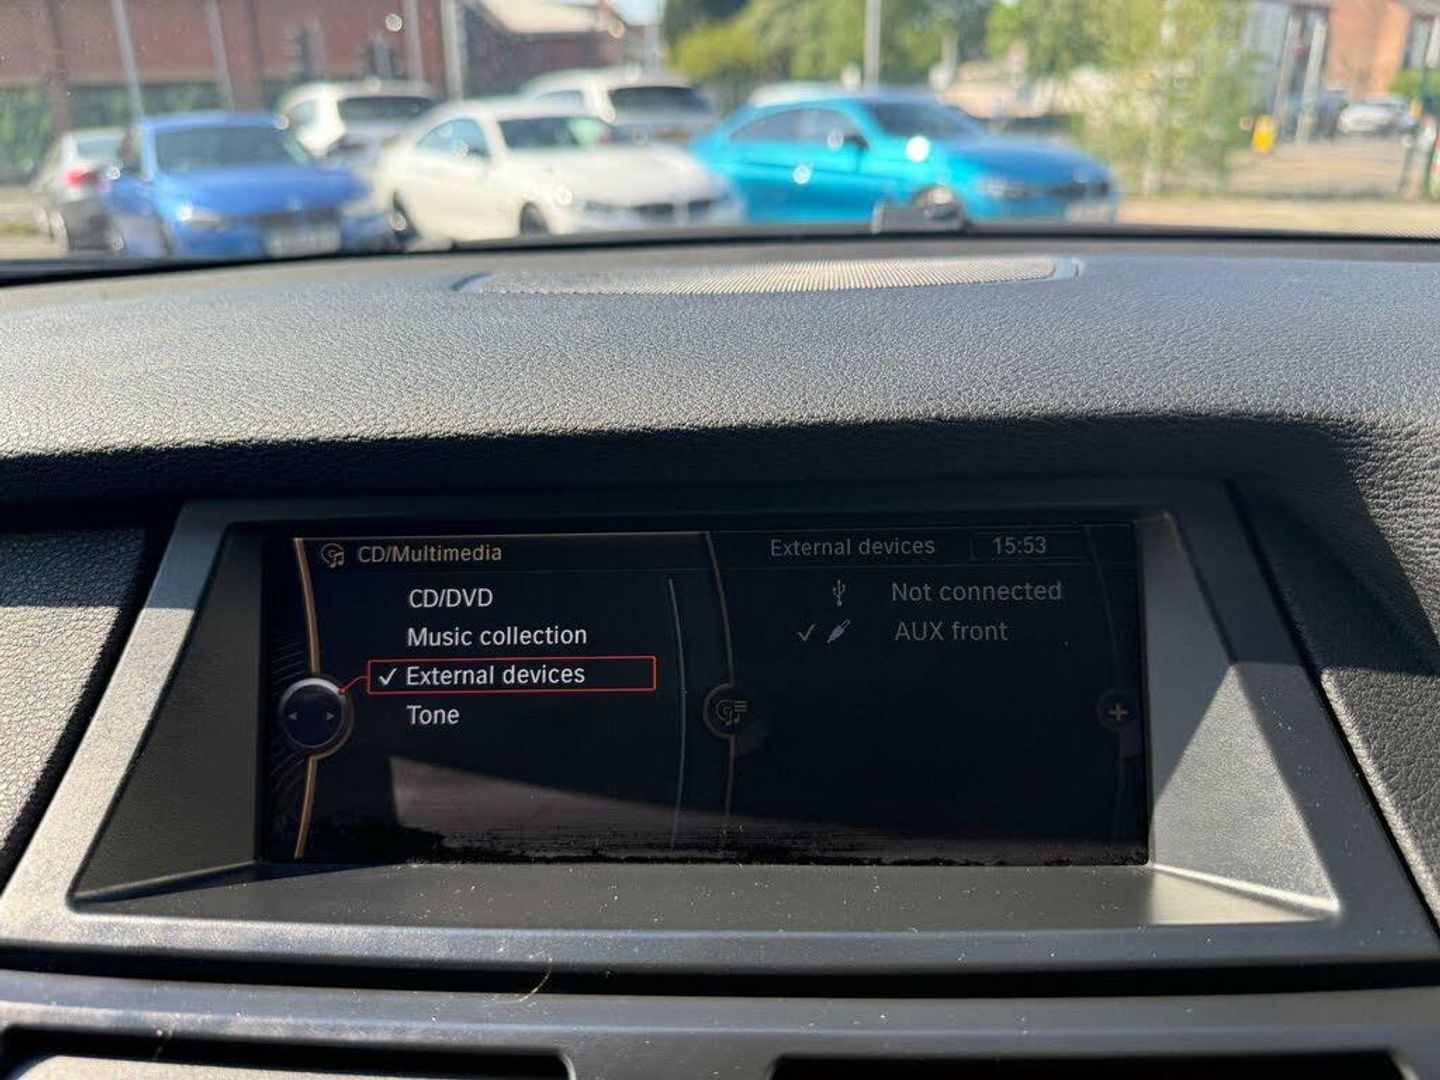 CD/Multimedia
CD/DVD
Music collection
✓ External devices
Tone
External devices 15:53
Not connected
✓ AUX front